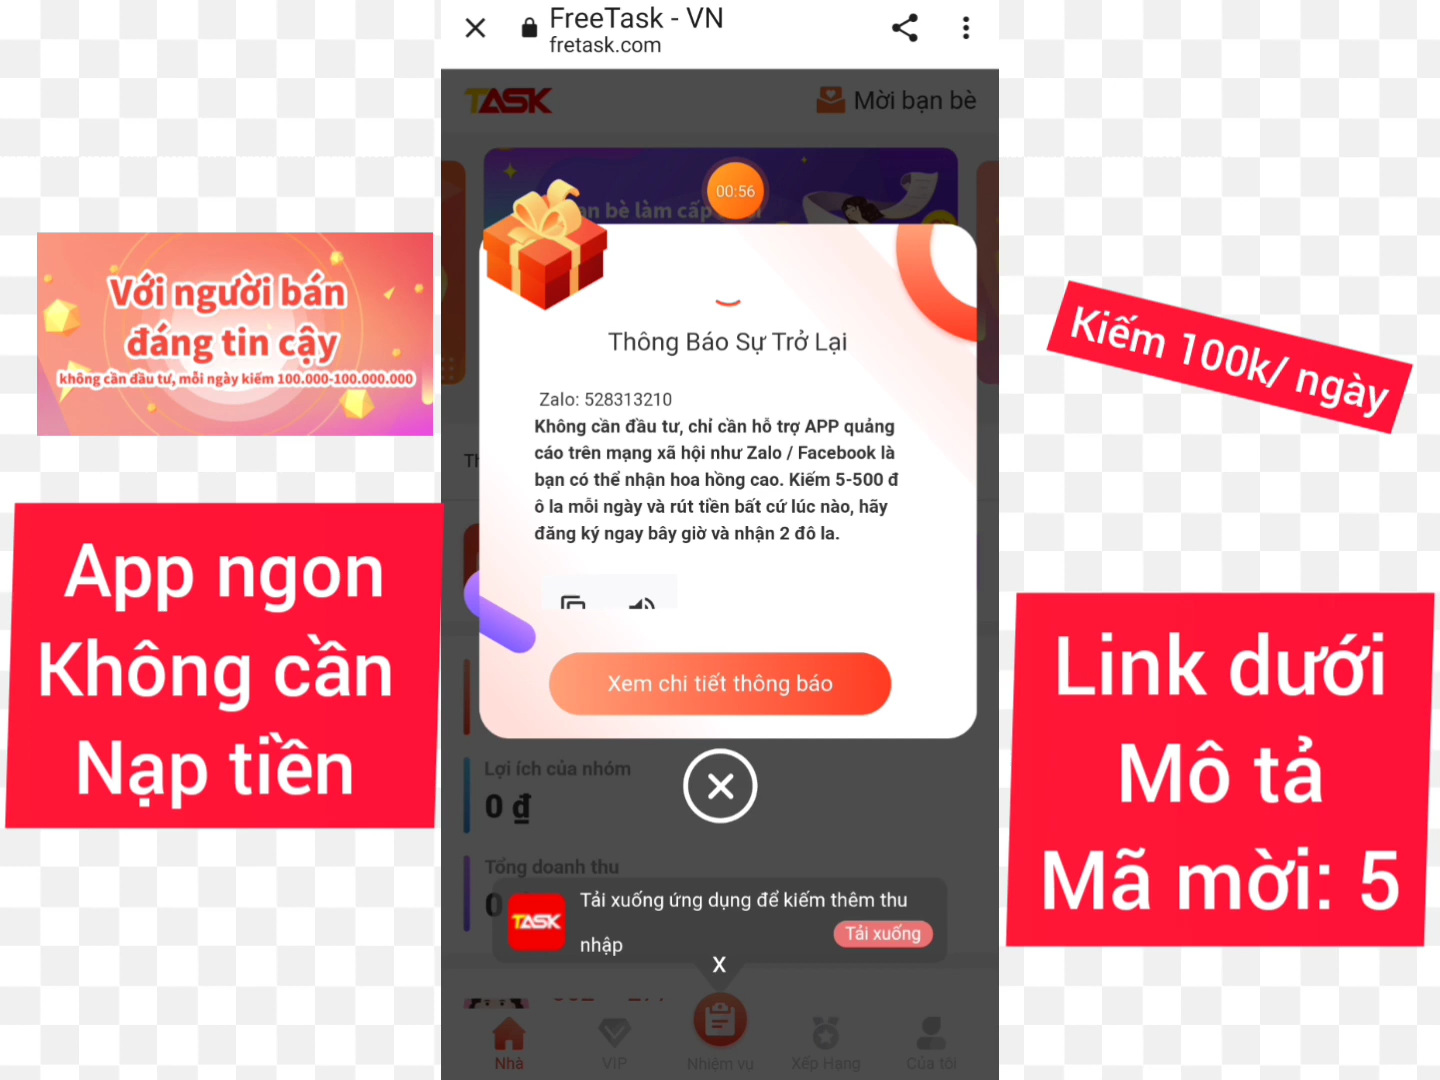 FreeTask - VN
fretask.com
TASK
Mời bạn bè
00:56
bè làm cấp
Với người bán
đáng tin cậy
không cần đầu tư, mỗi ngày kiếm 100.000-100.000.000
Kiếm 100k/ ngày
Thông Báo Sự Trở Lại
Zalo: 528313210
Không cần đầu tư, chỉ cần hỗ trợ APP quảng
cáo trên mạng xã hội như Zalo / Facebook là
bạn có thể nhận hoa hồng cao. Kiếm 5-500 đ
ô la mỗi ngày và rút tiền bất cứ lúc nào, hãy
đăng ký ngay bây giờ và nhận 2 đô la.
Xem chi tiết thông báo
App ngon
Không cần
Nạp tiền
Link dưới
Mô tả
Mã mời: 5
Lợi ích của nhóm
0 ₫
Tổng doanh thu
0
TASK
Tải xuống ứng dụng để kiếm thêm thu
nhập
Tải xuống
X
Nhà
VIP
Nhiệm vụ
Xếp Hạng
Của tôi